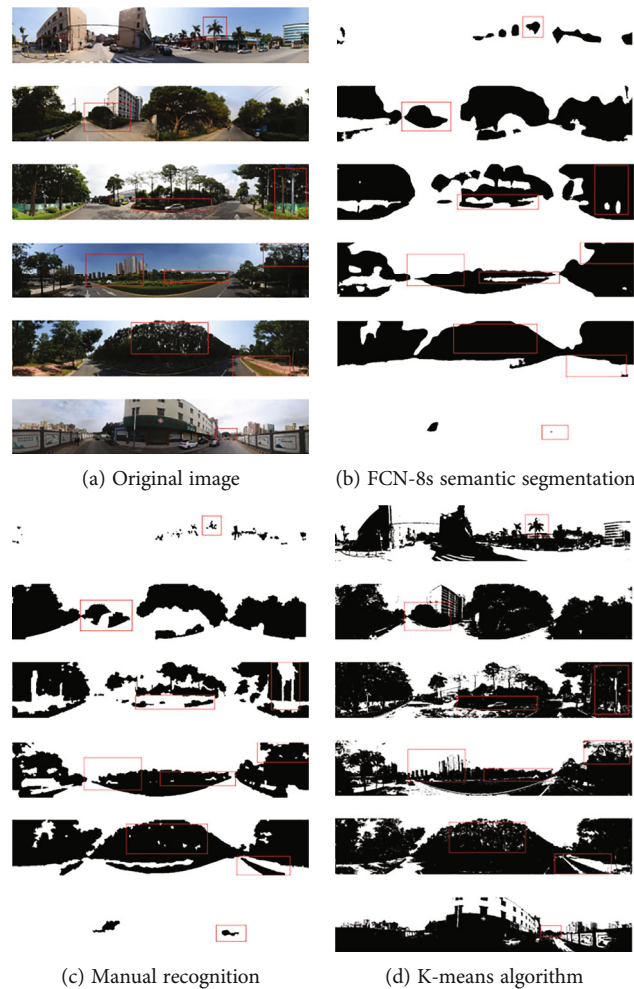 (a) Original image
(b) FCN-8s semantic segmentation
(c) Manual recognition
(d) K-means algorithm